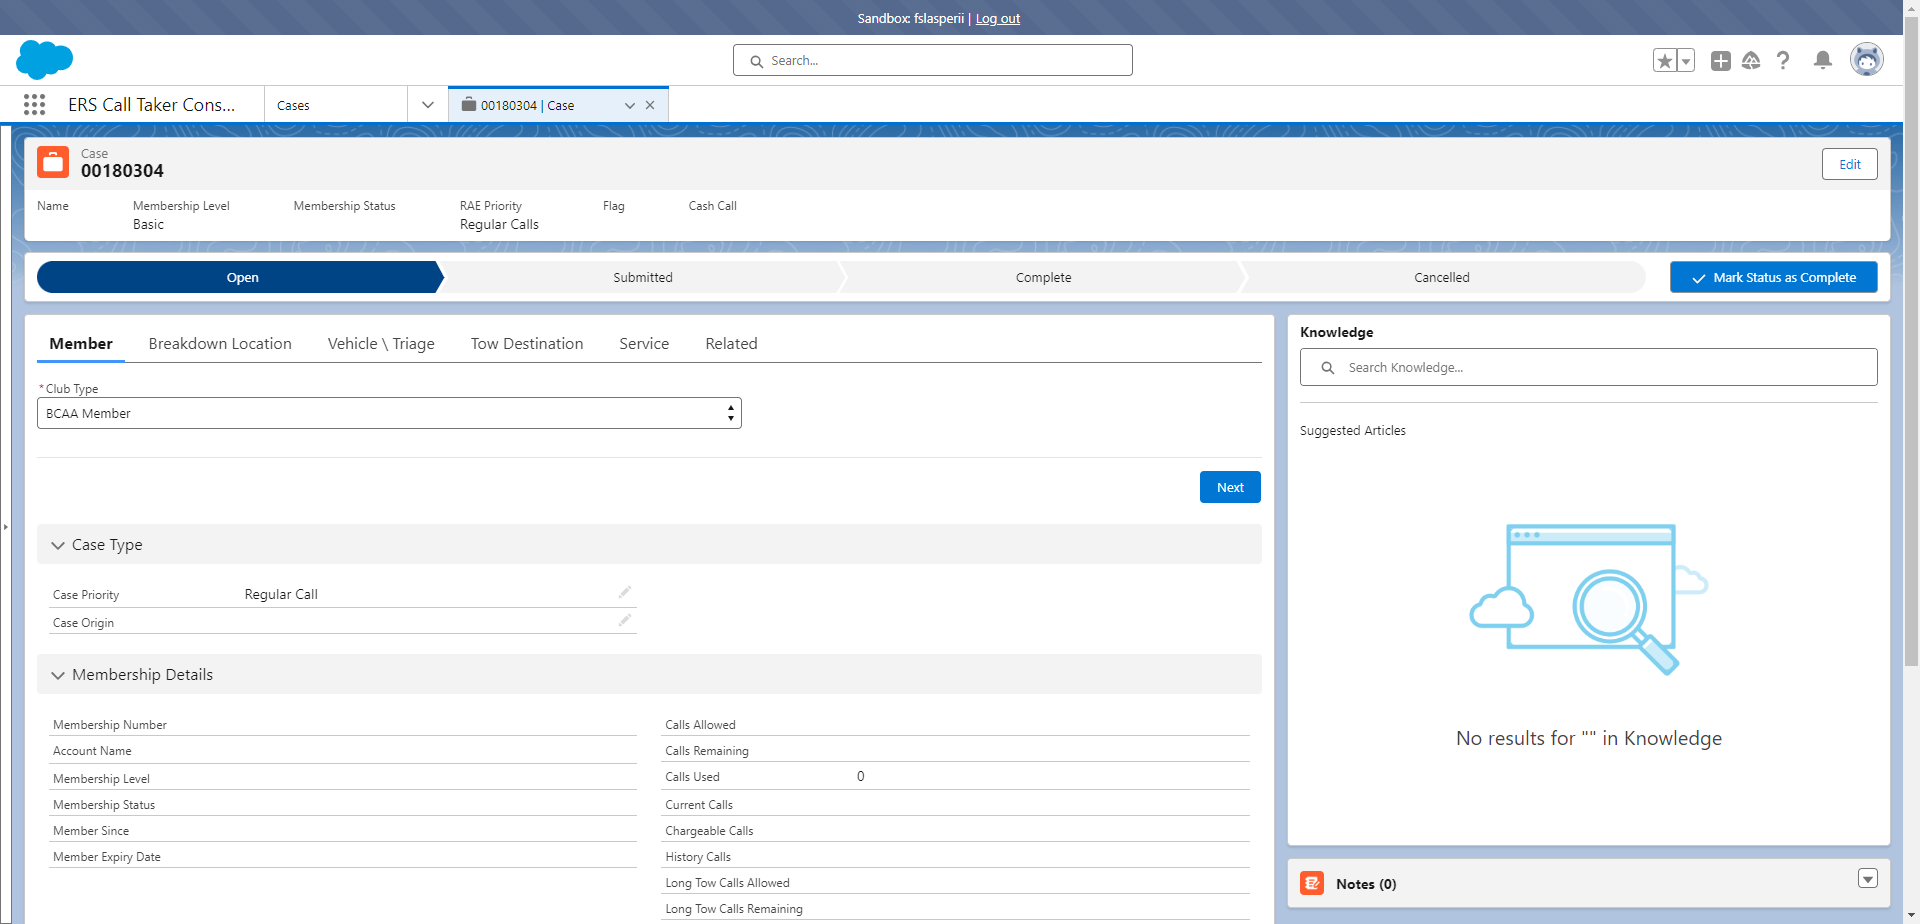 Sandbox: fslasperii | Log out
Search...
ERS Call Taker Cons...
Cases
00180304 | Case
Case
00180304
Edit
Name
Membership Level
Basic
Membership Status
RAE Priority
Regular Calls
Flag
Cash Call
Open
Submitted
Complete
Cancelled
Mark Status as Complete
Member
Breakdown Location
Vehicle \ Triage
Tow Destination
Service
Related
*Club Type
BCAA Member
Next
Case Type
Case Priority
Regular Call
Case Origin
Membership Details
Membership Number
Account Name
Membership Level
Membership Status
Member Since
Member Expiry Date
Calls Allowed
Calls Remaining
Calls Used
0
Current Calls
Chargeable Calls
History Calls
Long Tow Calls Allowed
Long Tow Calls Remaining
Knowledge
Search Knowledge...
Suggested Articles
No results for "" in Knowledge
Notes (0)